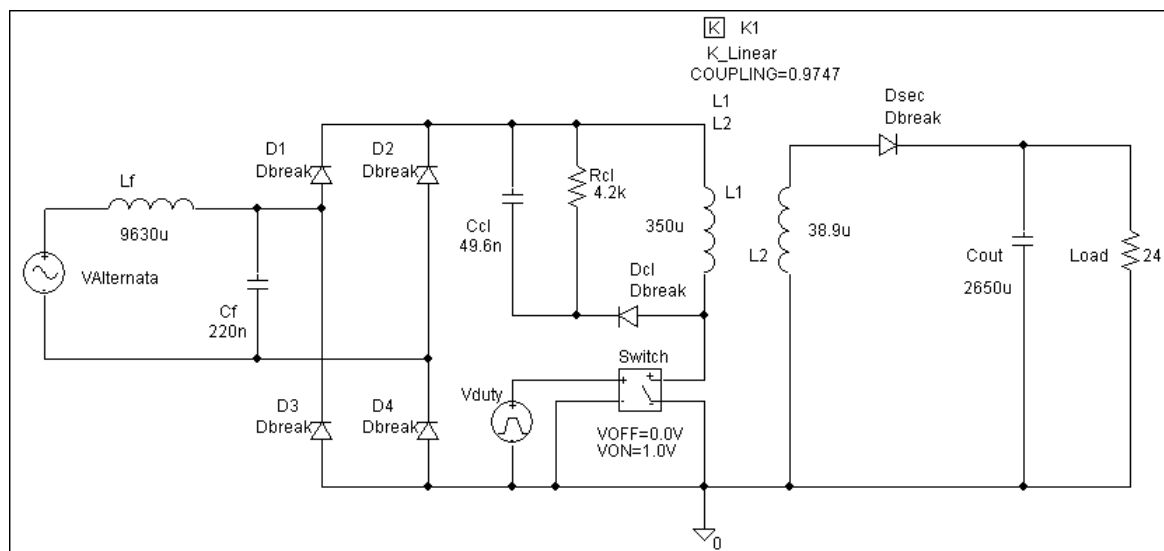 K K1
K_Linear
COUPLING=0.9747
L1
L2
Dsec
Dbreak
D1
Dbreak
D2
Dbreak
Lf
9630u
Rcl
4.2k
Ccl
49.6n
L1
350u
38.9u
L2
Cout
2650u
Load
24
VAlternata
Cf
220n
Dcl
Dbreak
Switch
+ +
- -
Vduty
D3
Dbreak
D4
Dbreak
VOFF=0.0V
VON=1.0V
0